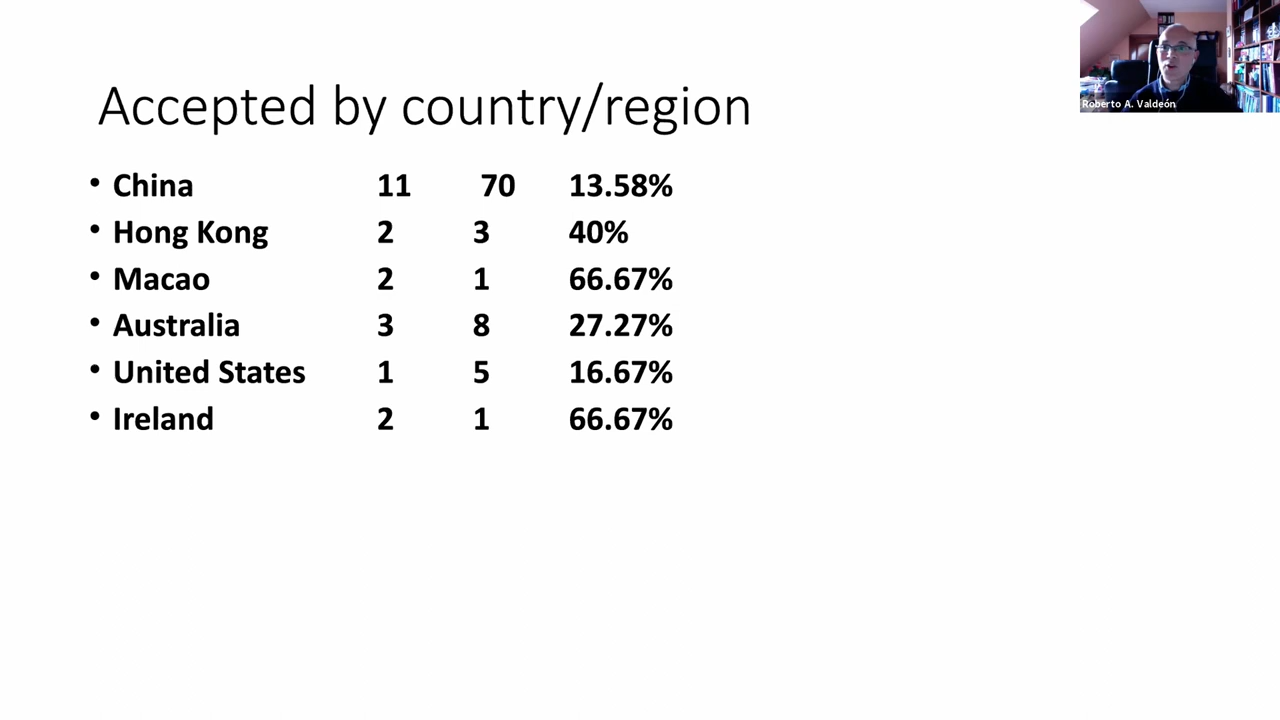 Accepted by country/region
• China 11 70 13.58%
• Hong Kong 2 3 40%
• Macao 2 1 66.67%
• Australia 3 8 27.27%
• United States 1 5 16.67%
• Ireland 2 1 66.67%
Roberto A. Valdeón